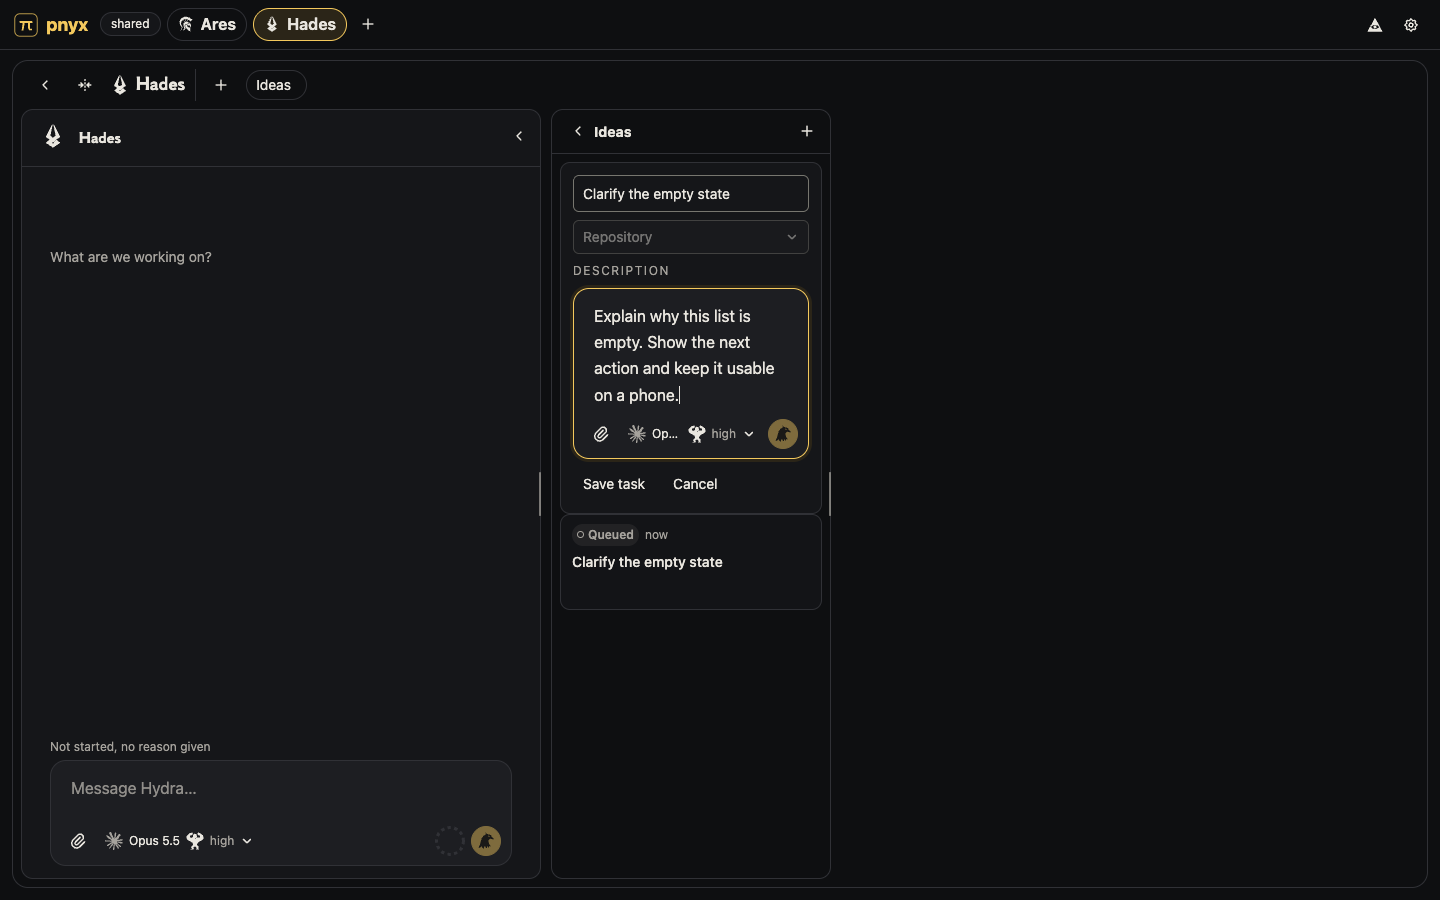 π pnyx shared Ares Hades
Hades Ideas
Hades
What are we working on?
Not started, no reason given
Message Hydra...
Opus 5.5 high
Ideas
Clarify the empty state
Repository
DESCRIPTION
Explain why this list is
empty. Show the next
action and keep it usable
on a phone.
Op... high
Save task Cancel
Queued now
Clarify the empty state